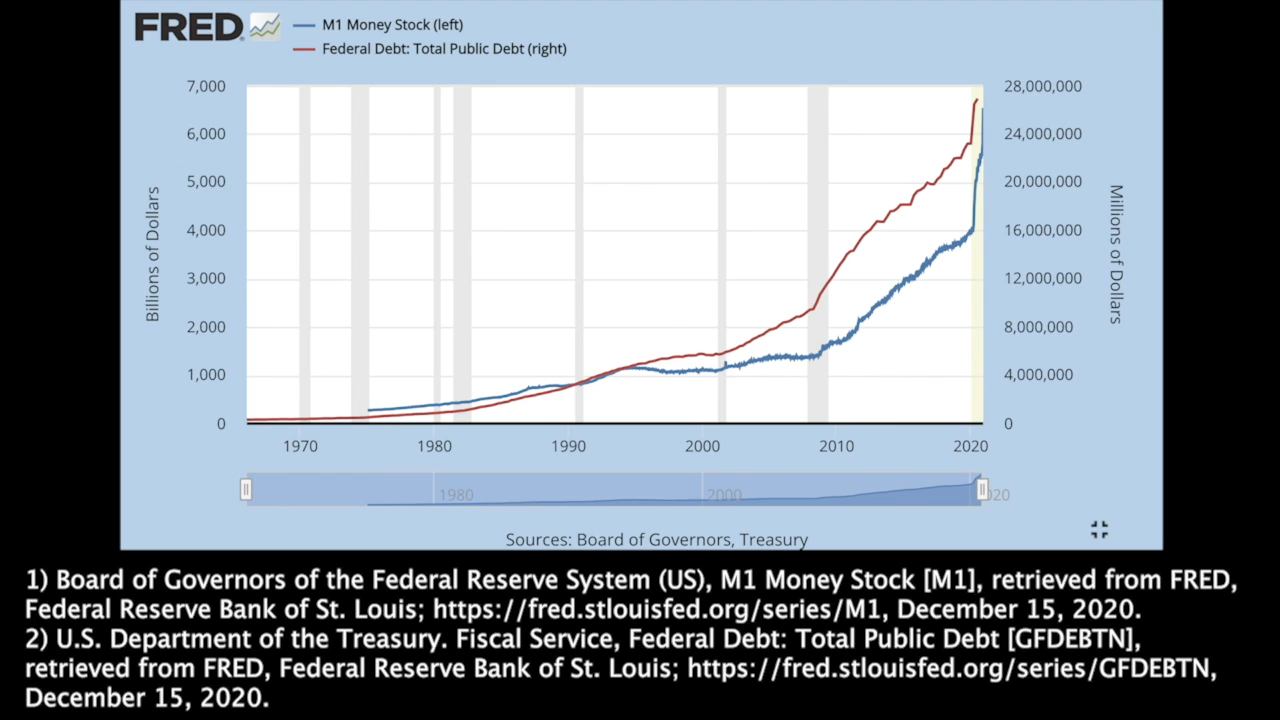 FRED
M1 Money Stock (left)
Federal Debt: Total Public Debt (right)
7,000
6,000
5,000
4,000
3,000
2,000
1,000
0
Billions of Dollars
28,000,000
24,000,000
20,000,000
16,000,000
12,000,000
8,000,000
4,000,000
0
Millions of Dollars
1970 1980 1990 2000 2010 2020
1980 2000 020
Sources: Board of Governors, Treasury
1) Board of Governors of the Federal Reserve System (US), M1 Money Stock [M1], retrieved from FRED,
Federal Reserve Bank of St. Louis; https://fred.stlouisfed.org/series/M1, December 15, 2020.
2) U.S. Department of the Treasury. Fiscal Service, Federal Debt: Total Public Debt [GFDEBTN],
retrieved from FRED, Federal Reserve Bank of St. Louis; https://fred.stlouisfed.org/series/GFDEBTN,
December 15, 2020.